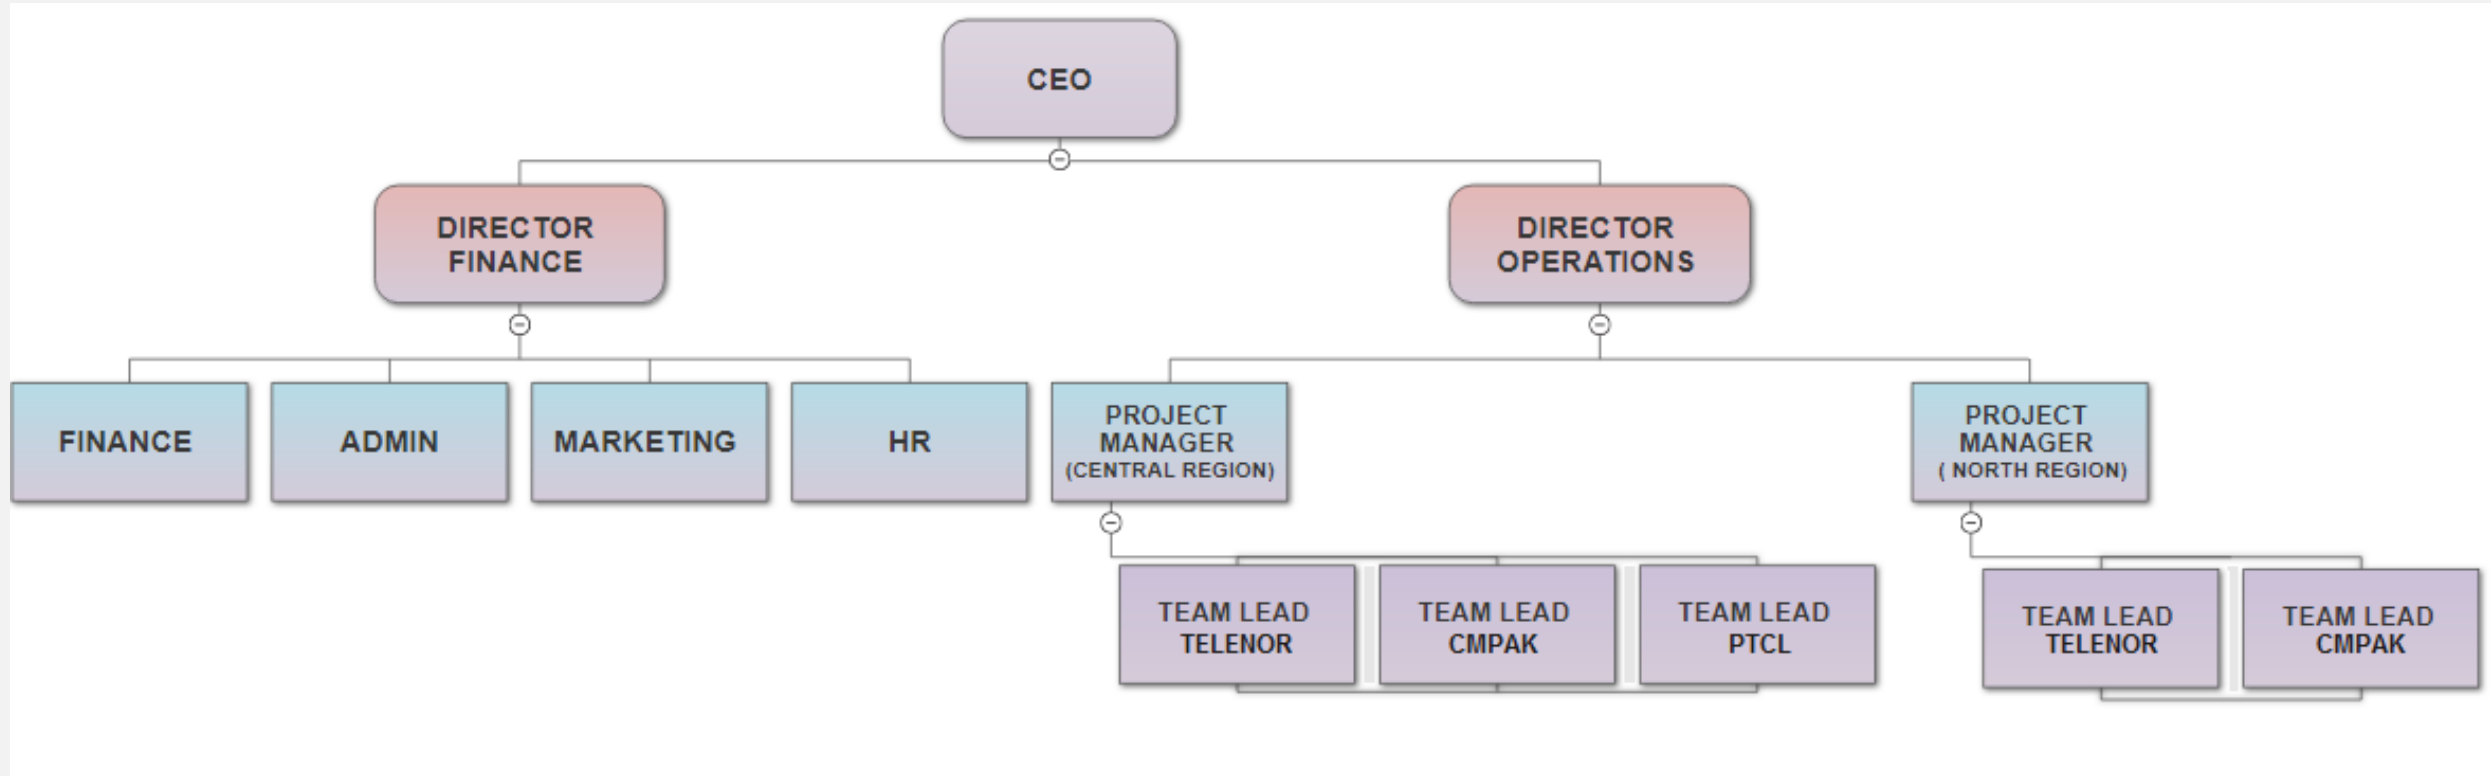 CEO
DIRECTOR
FINANCE
DIRECTOR
OPERATIONS
FINANCE
ADMIN
MARKETING
HR
PROJECT
MANAGER
(CENTRAL REGION)
PROJECT
MANAGER
( NORTH REGION)
TEAM LEAD
TELENOR
TEAM LEAD
CMPAK
TEAM LEAD
PTCL
TEAM LEAD
TELENOR
TEAM LEAD
CMPAK